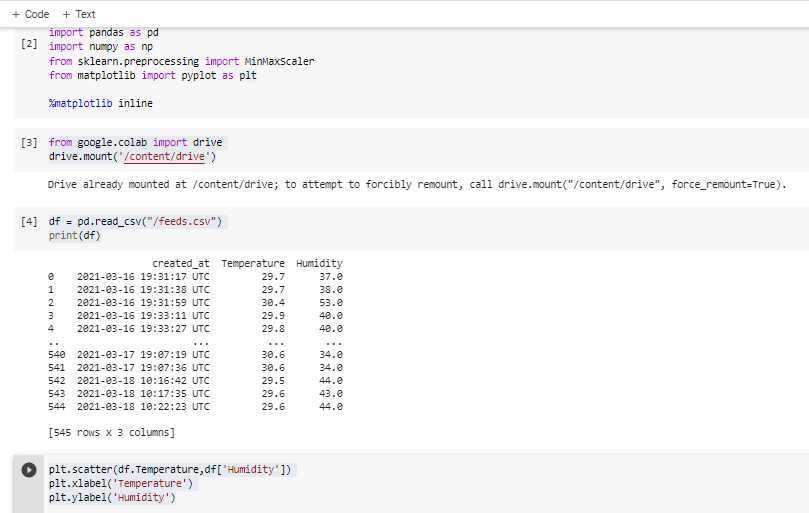 + Code + Text
import pandas as pd
[2] import numpy as np
from sklearn.preprocessing import MinMaxScaler
from matplotlib import pyplot as plt
%matplotlib inline
[3] from google.colab import drive
drive.mount('/content/drive')
Drive already mounted at /content/drive; to attempt to forcibly remount, call drive.mount("/content/drive", force_remount=True).
[4] df = pd.read_csv("/feeds.csv")
print(df)
created_at Temperature Humidity
0 2021-03-16 19:31:17 UTC 29.7 37.0
1 2021-03-16 19:31:38 UTC 29.7 38.0
2 2021-03-16 19:31:59 UTC 30.4 53.0
3 2021-03-16 19:33:11 UTC 29.9 40.0
4 2021-03-16 19:33:27 UTC 29.8 40.0
.. ... ... ...
540 2021-03-17 19:07:19 UTC 30.6 34.0
541 2021-03-17 19:07:36 UTC 30.6 34.0
542 2021-03-18 10:16:42 UTC 29.5 44.0
543 2021-03-18 10:17:35 UTC 29.6 43.0
544 2021-03-18 10:22:23 UTC 29.6 44.0
[545 rows x 3 columns]
plt.scatter(df.Temperature,df['Humidity'])
plt.xlabel('Temperature')
plt.ylabel('Humidity')